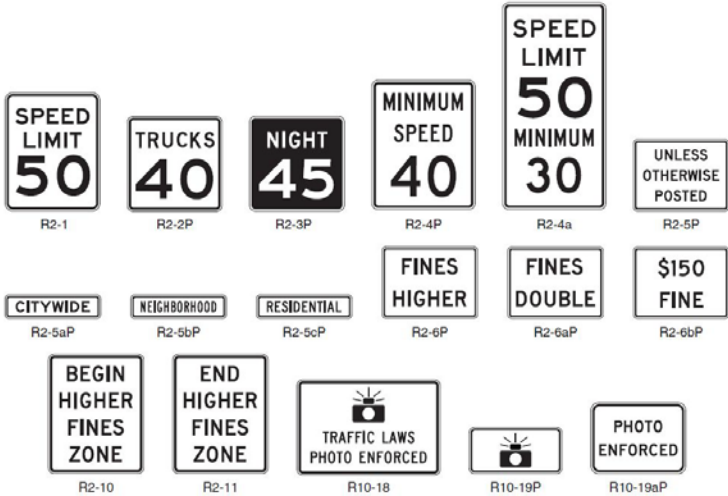 SPEED
LIMIT
50
R2-1
TRUCKS
40
R2-2P
NIGHT
45
R2-3P
MINIMUM
SPEED
40
R2-4P
SPEED
LIMIT
50
MINIMUM
30
R2-4a
UNLESS
OTHERWISE
POSTED
R2-5P
CITYWIDE
R2-5aP
NEIGHBORHOOD
R2-5bP
RESIDENTIAL
R2-5cP
FINES
HIGHER
R2-6P
FINES
DOUBLE
R2-6aP
$150
FINE
R2-6bP
BEGIN
HIGHER
FINES
ZONE
R2-10
END
HIGHER
FINES
ZONE
R2-11
TRAFFIC LAWS
PHOTO ENFORCED
R10-18
R10-19P
PHOTO
ENFORCED
R10-19aP